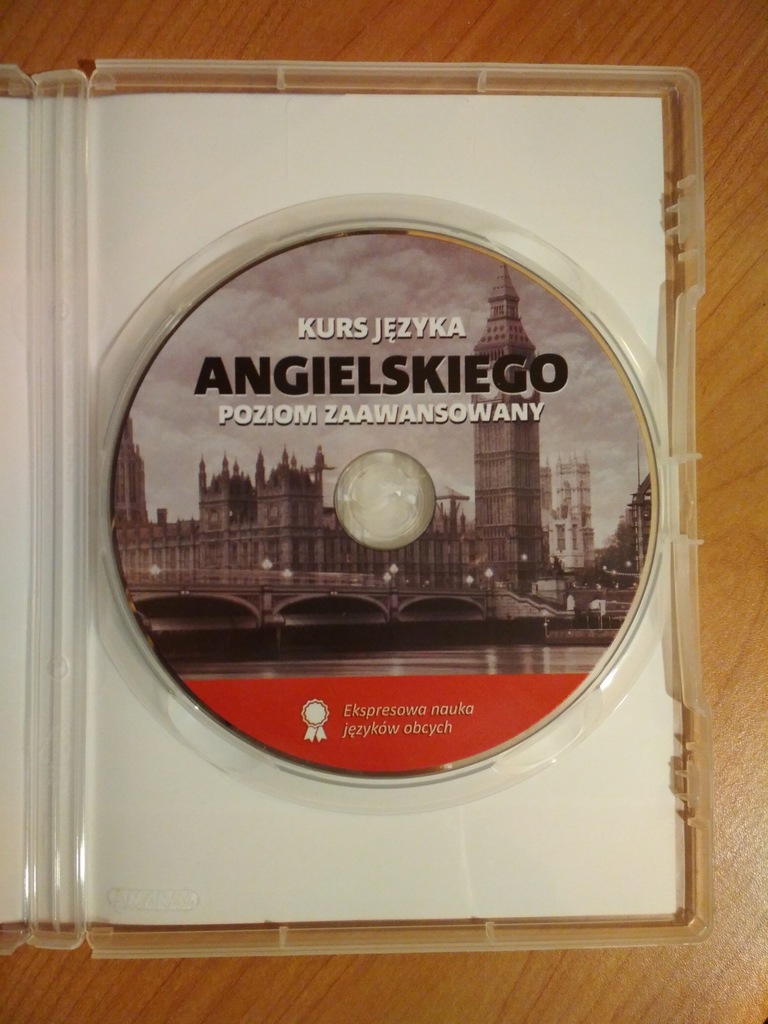 KURS JĘZYKA
ANGIELSKIEGO
POZIOM ZAAWANSOWANY
Ekspresowa nauka
języków obcych